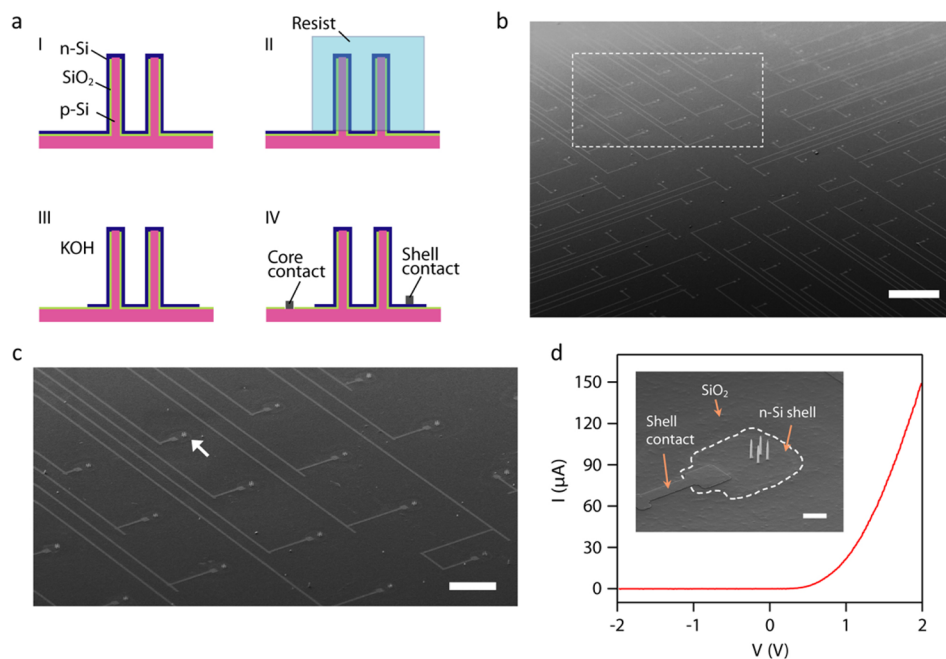 a
I
n-Si
SiO2
p-Si
II
Resist
III
KOH
IV
Core
contact
Shell
contact
b
c
d
I (μA)
150
120
90
60
30
0
-2
-1
0
1
2
V (V)
SiO2
n-Si shell
Shell
contact